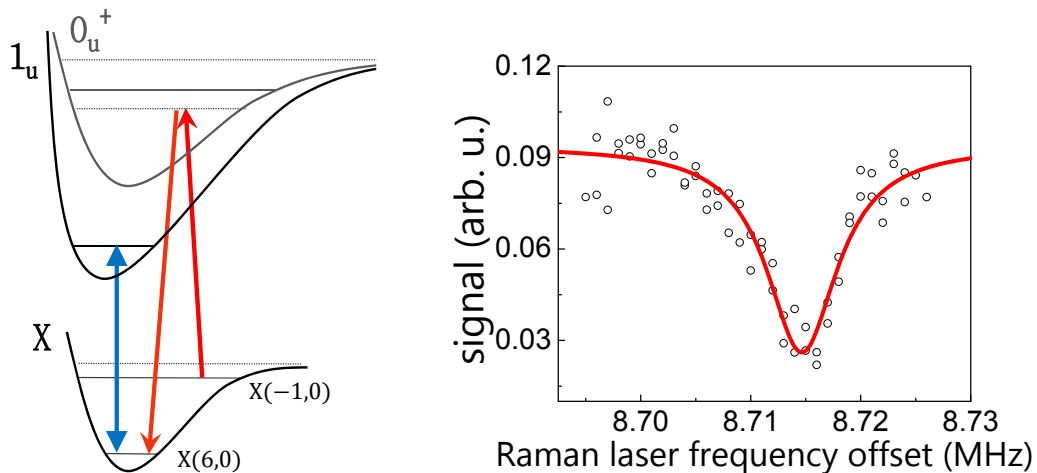 0ᵤ⁺
1ᵤ
X
X(−1,0)
X(6,0)
0.12
0.09
0.06
0.03
signal (arb. u.)
8.70 8.71 8.72 8.73
Raman laser frequency offset (MHz)